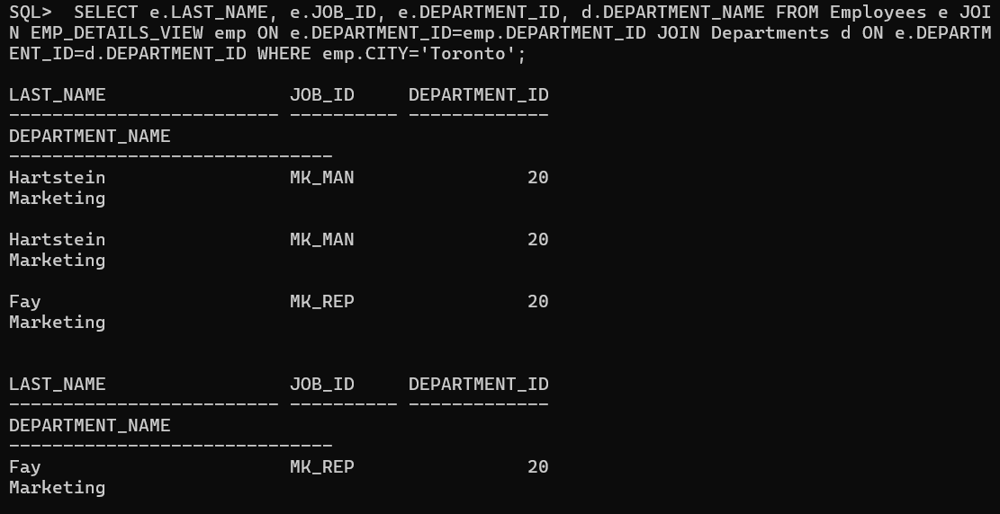 SQL>  SELECT e.LAST_NAME, e.JOB_ID, e.DEPARTMENT_ID, d.DEPARTMENT_NAME FROM Employees e JOI
N EMP_DETAILS_VIEW emp ON e.DEPARTMENT_ID=emp.DEPARTMENT_ID JOIN Departments d ON e.DEPARTM
ENT_ID=d.DEPARTMENT_ID WHERE emp.CITY='Toronto';

LAST_NAME                 JOB_ID     DEPARTMENT_ID
------------------------- ---------- -------------
DEPARTMENT_NAME
------------------------------
Hartstein                 MK_MAN                20
Marketing

Hartstein                 MK_MAN                20
Marketing

Fay                       MK_REP                20
Marketing


LAST_NAME                 JOB_ID     DEPARTMENT_ID
------------------------- ---------- -------------
DEPARTMENT_NAME
------------------------------
Fay                       MK_REP                20
Marketing